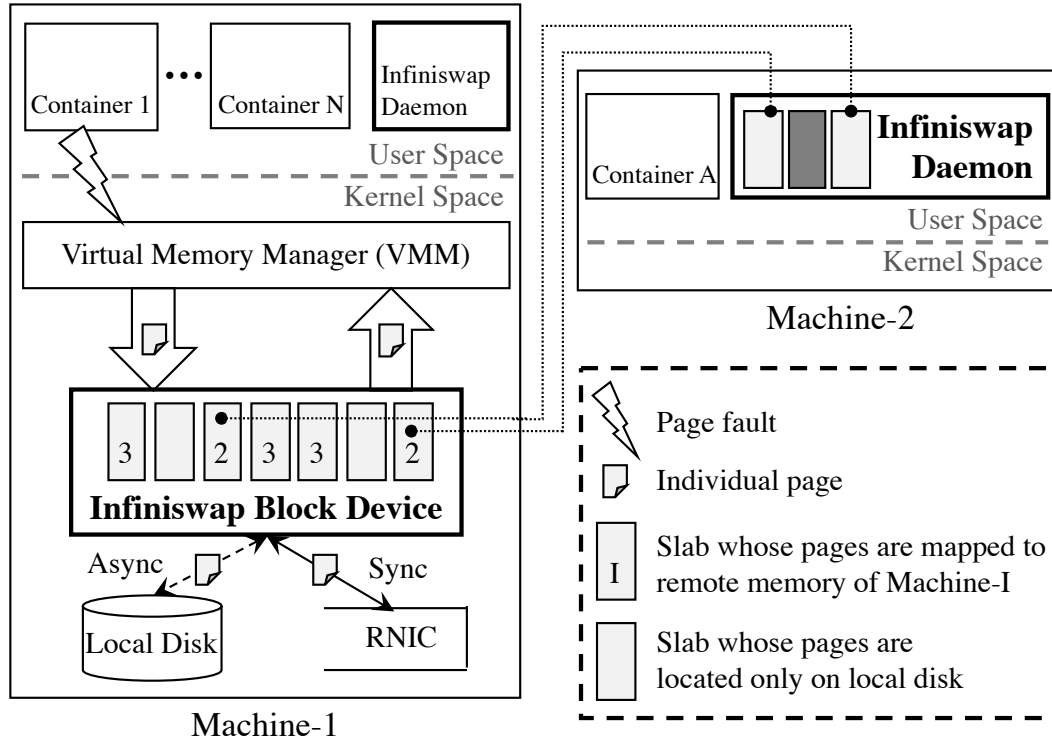 Container 1
Container N
Infiniswap
Daemon
User Space
Kernel Space
Virtual Memory Manager (VMM)
3
2
3
3
2
Infiniswap Block Device
Async
Sync
Local Disk
RNIC
Machine-1
Container A
Infiniswap
Daemon
User Space
Kernel Space
Machine-2
Page fault
Individual page
I
Slab whose pages are mapped to
remote memory of Machine-I
Slab whose pages are
located only on local disk